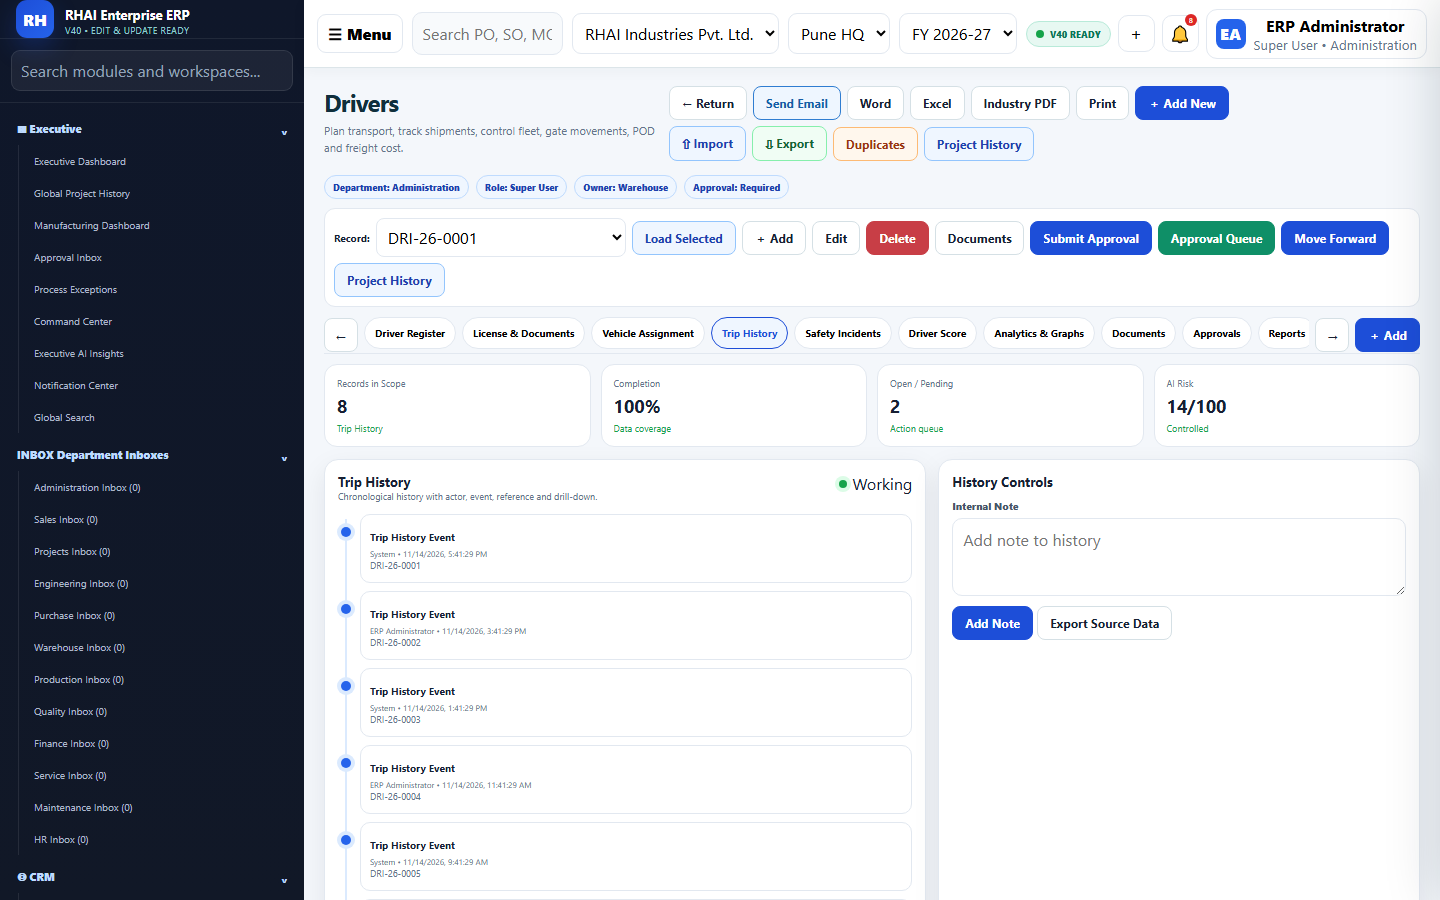 RH
RHAI Enterprise ERP
V40 • EDIT & UPDATE READY
Search modules and workspaces...
Executive
Executive Dashboard
Global Project History
Manufacturing Dashboard
Approval Inbox
Process Exceptions
Command Center
Executive AI Insights
Notification Center
Global Search
INBOX Department Inboxes
Administration Inbox (0)
Sales Inbox (0)
Projects Inbox (0)
Engineering Inbox (0)
Purchase Inbox (0)
Warehouse Inbox (0)
Production Inbox (0)
Quality Inbox (0)
Finance Inbox (0)
Service Inbox (0)
Maintenance Inbox (0)
HR Inbox (0)
CRM
☰ Menu
Search PO, SO, MO
RHAI Industries Pvt. Ltd.
Pune HQ
FY 2026-27
V40 READY
+
8
EA
ERP Administrator
Super User • Administration
Drivers
Plan transport, track shipments, control fleet, gate movements, POD
and freight cost.
← Return
Send Email
Word
Excel
Industry PDF
Print
+ Add New
⇧ Import
⇩ Export
Duplicates
Project History
Department: Administration
Role: Super User
Owner: Warehouse
Approval: Required
Record:
DRI-26-0001
Load Selected
+ Add
Edit
Delete
Documents
Submit Approval
Approval Queue
Move Forward
Project History
←
Driver Register
License & Documents
Vehicle Assignment
Trip History
Safety Incidents
Driver Score
Analytics & Graphs
Documents
Approvals
Reports
→
+ Add
Records in Scope
8
Trip History
Completion
100%
Data coverage
Open / Pending
2
Action queue
AI Risk
14/100
Controlled
Trip History
Chronological history with actor, event, reference and drill-down.
Working
Trip History Event
System • 11/14/2026, 5:41:29 PM
DRI-26-0001
Trip History Event
ERP Administrator • 11/14/2026, 3:41:29 PM
DRI-26-0002
Trip History Event
System • 11/14/2026, 1:41:29 PM
DRI-26-0003
Trip History Event
ERP Administrator • 11/14/2026, 11:41:29 AM
DRI-26-0004
Trip History Event
System • 11/14/2026, 9:41:29 AM
DRI-26-0005
History Controls
Internal Note
Add note to history
Add Note
Export Source Data